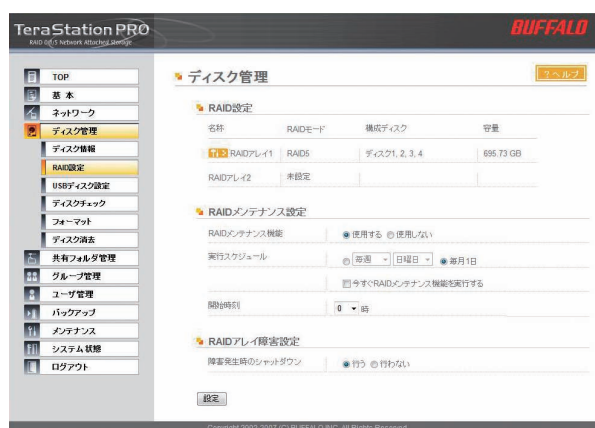 TeraStation PRO
RAID 0/1/5 Network Attached Storage
BUFFALO
TOP
基本
ネットワーク
ディスク管理
ディスク情報
RAID設定
USBディスク設定
ディスクチェック
フォーマット
ディスク消去
共有フォルダ管理
グループ管理
ユーザ管理
バックアップ
メンテナンス
システム状態
ログアウト
ディスク管理
?ヘルプ
RAID設定
名称 RAIDモード 構成ディスク 容量
RAIDアレイ1 RAID5 ディスク1, 2, 3, 4 695.73 GB
RAIDアレイ2 未設定
RAIDメンテナンス設定
RAIDメンテナンス機能 使用する 使用しない
実行スケジュール 毎週 日曜日 毎月1日
今すぐRAIDメンテナンス機能を実行する
開始時刻 0 時
RAIDアレイ障害設定
障害発生時のシャットダウン 行う 行わない
設定
Copyright 2002-2007 (C) BUFFALO INC. All Rights Reserved.